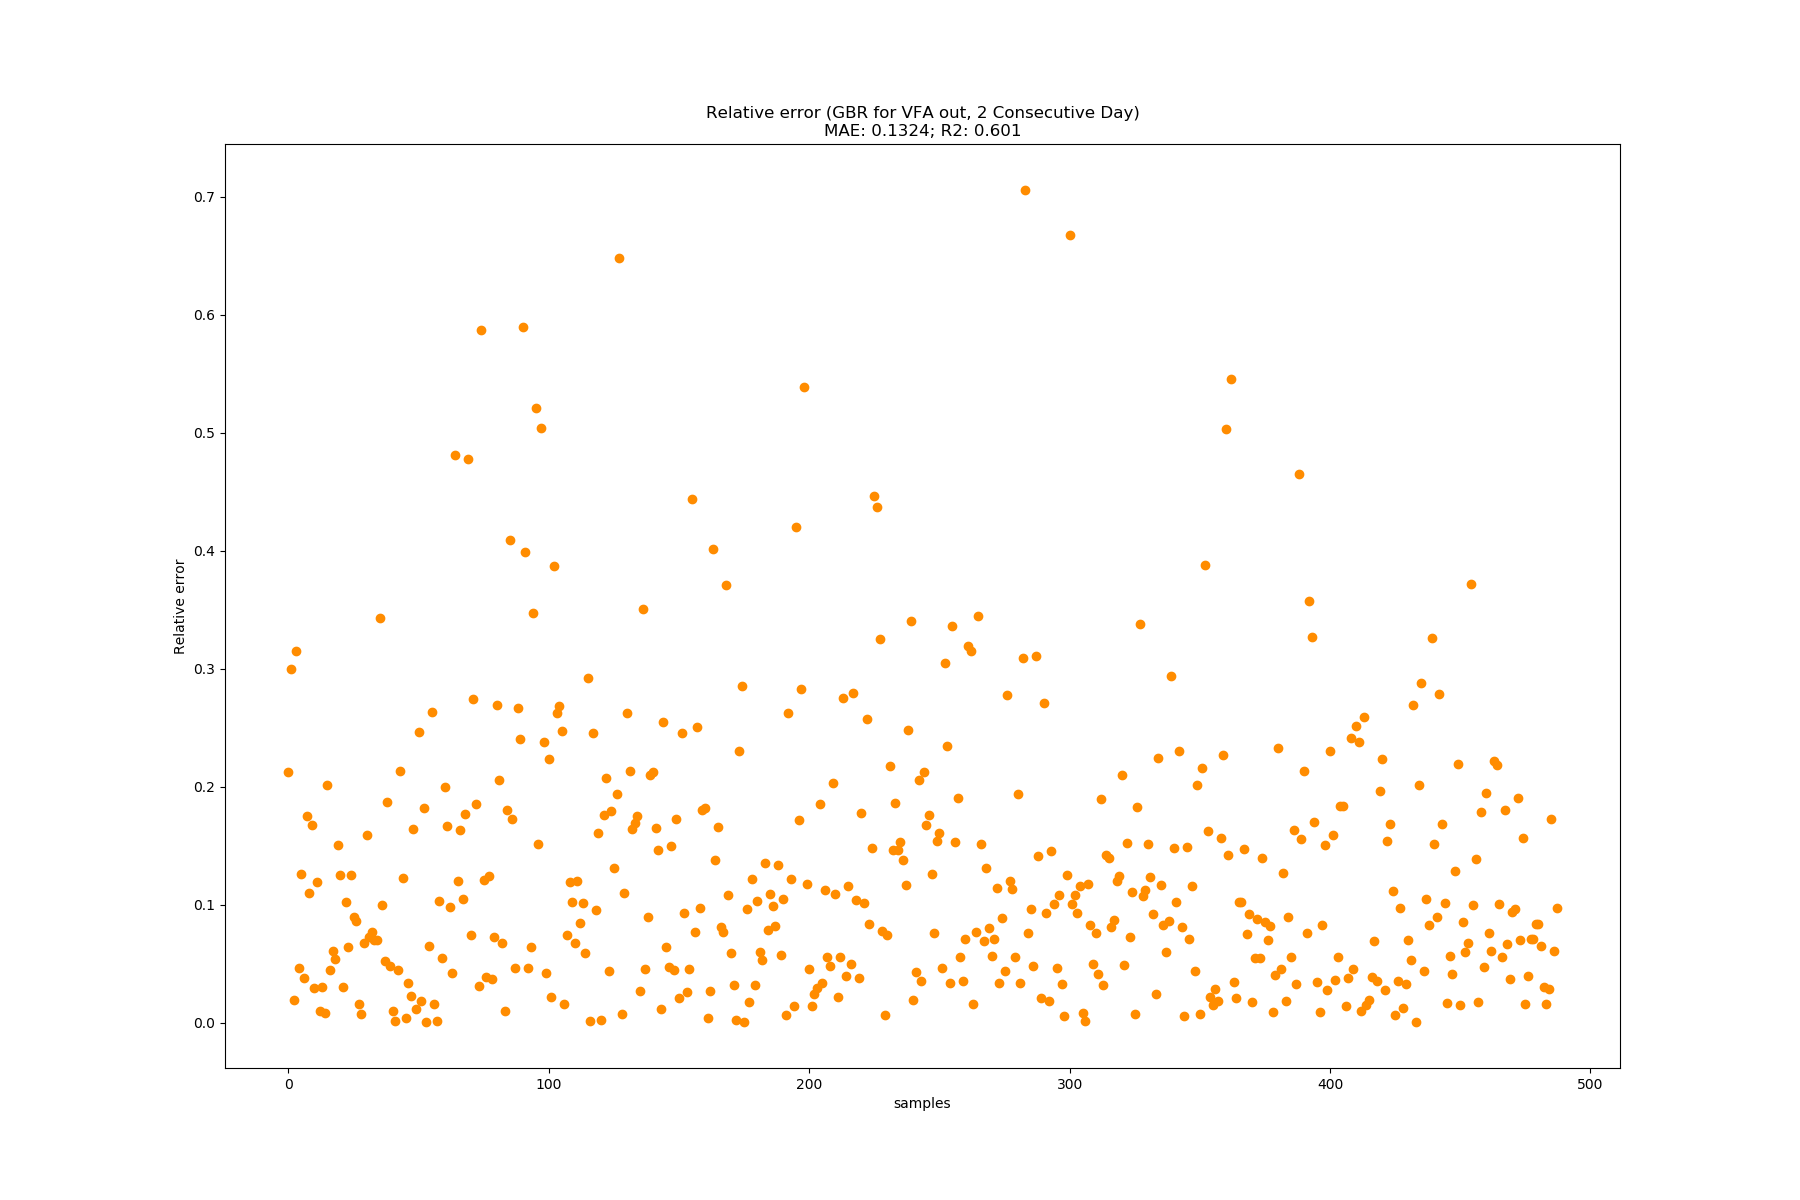 Relative error (GBR for VFA out, 2 Consecutive Day)
MAE: 0.1324; R2: 0.601
0.7
0.6
0.5
0.4
0.3
0.2
0.1
0.0
Relative error
0 100 200 300 400 500
samples